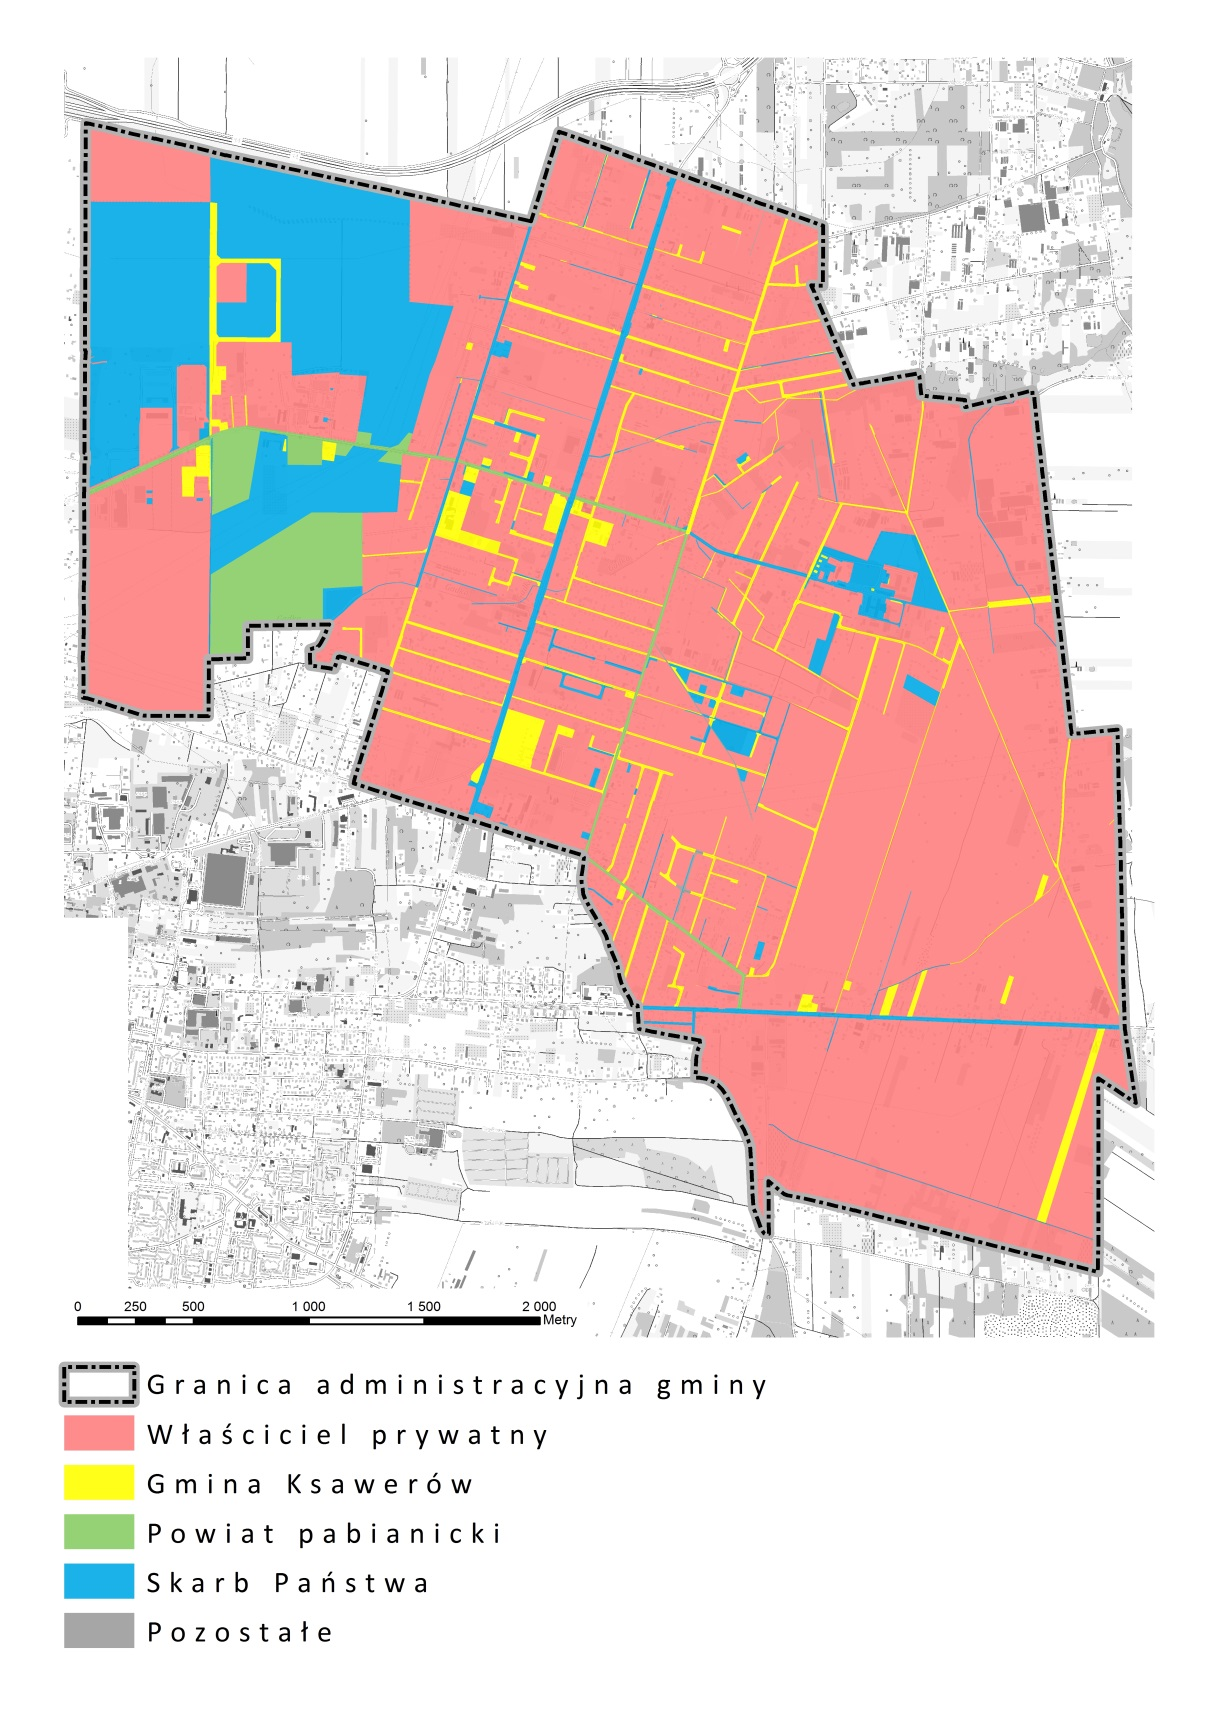 0 250 500 1 000 1 500 2 000
Metry
Granica administracyjna gminy
Właściciel prywatny
Gmina Ksawerów
Powiat pabianicki
Skarb Państwa
Pozostałe